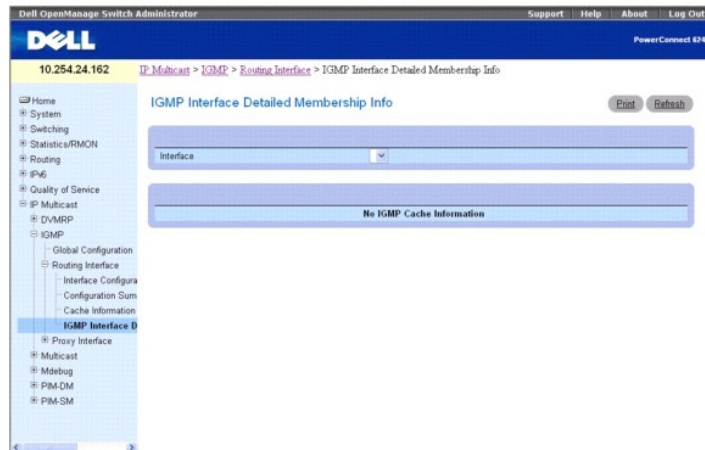 Dell OpenManage Switch Administrator
Support Help About Log Out
DELL
PowerConnect 624
10.254.24.162
IP Multicast > IGMP > Routing Interface > IGMP Interface Detailed Membership Info
Home
System
Switching
Statistics/RMON
Routing
IPv6
Quality of Service
IP Multicast
DVMRP
IGMP
Global Configuration
Routing Interface
Interface Configura
Configuration Sum
Cache Information
IGMP Interface D
Proxy Interface
Multicast
Mdebug
PIM-DM
PIM-SM
IGMP Interface Detailed Membership Info
Print Refresh
Interface
No IGMP Cache Information